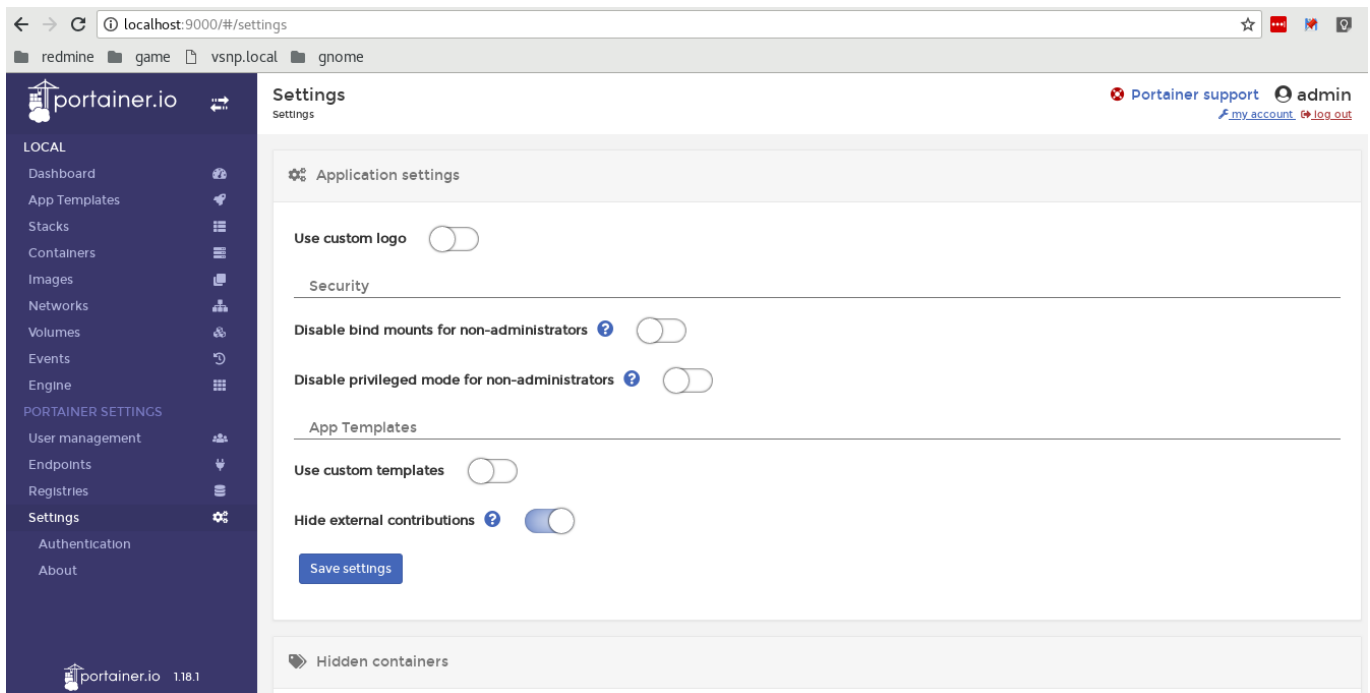 localhost:9000/#/settings
redmine game vsnp.local gnome
portainer.io
Settings
Settings
Portainer support admin
my account log out
LOCAL
Dashboard
App Templates
Stacks
Containers
Images
Networks
Volumes
Events
Engine
PORTAINER SETTINGS
User management
Endpoints
Registries
Settings
Authentication
About
portainer.io 1.18.1
Application settings
Use custom logo
Security
Disable bind mounts for non-administrators
Disable privileged mode for non-administrators
App Templates
Use custom templates
Hide external contributions
Save settings
Hidden containers